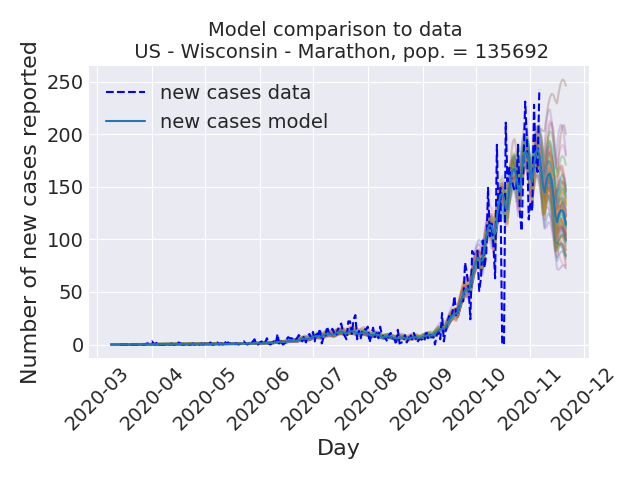 Model comparison to data
US - Wisconsin - Marathon, pop. = 135692
Number of new cases reported
250
200
150
100
50
0
new cases data
new cases model
2020-03
2020-04
2020-05
2020-06
2020-07
2020-08
2020-09
2020-10
2020-11
2020-12
Day